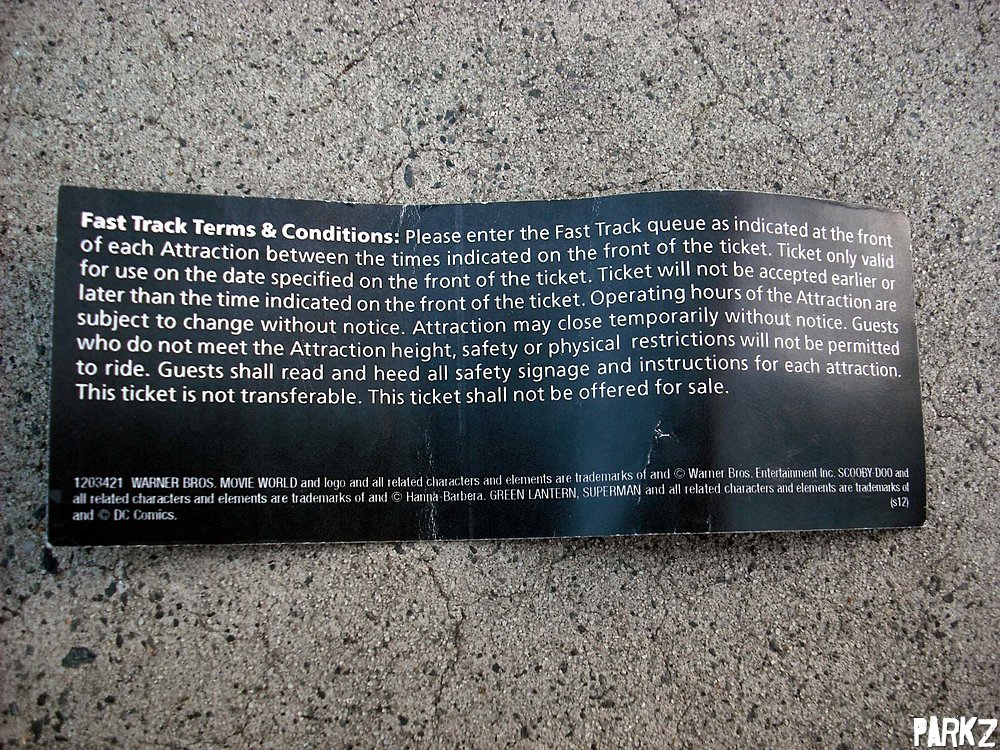 Fast Track Terms & Conditions: Please enter the Fast Track queue as indicated at the front
of each Attraction between the times indicated on the front of the ticket. Ticket only valid
for use on the date specified on the front of the ticket. Ticket will not be accepted earlier or
later than the time indicated on the front of the ticket. Operating hours of the Attraction are
subject to change without notice. Attraction may close temporarily without notice. Guests
who do not meet the Attraction height, safety or physical restrictions will not be permitted
to ride. Guests shall read and heed all safety signage and instructions for each attraction.
This ticket is not transferable. This ticket shall not be offered for sale.
1203421 WARNER BROS. MOVIE WORLD and logo and all related characters and elements are trademarks of and © Warner Bros. Entertainment Inc. SCOOBY-DOO and
all related characters and elements are trademarks of and © Hanna-Barbera. GREEN LANTERN, SUPERMAN and all related characters and elements are trademarks of
and © DC Comics.
(s12)
PARKZ